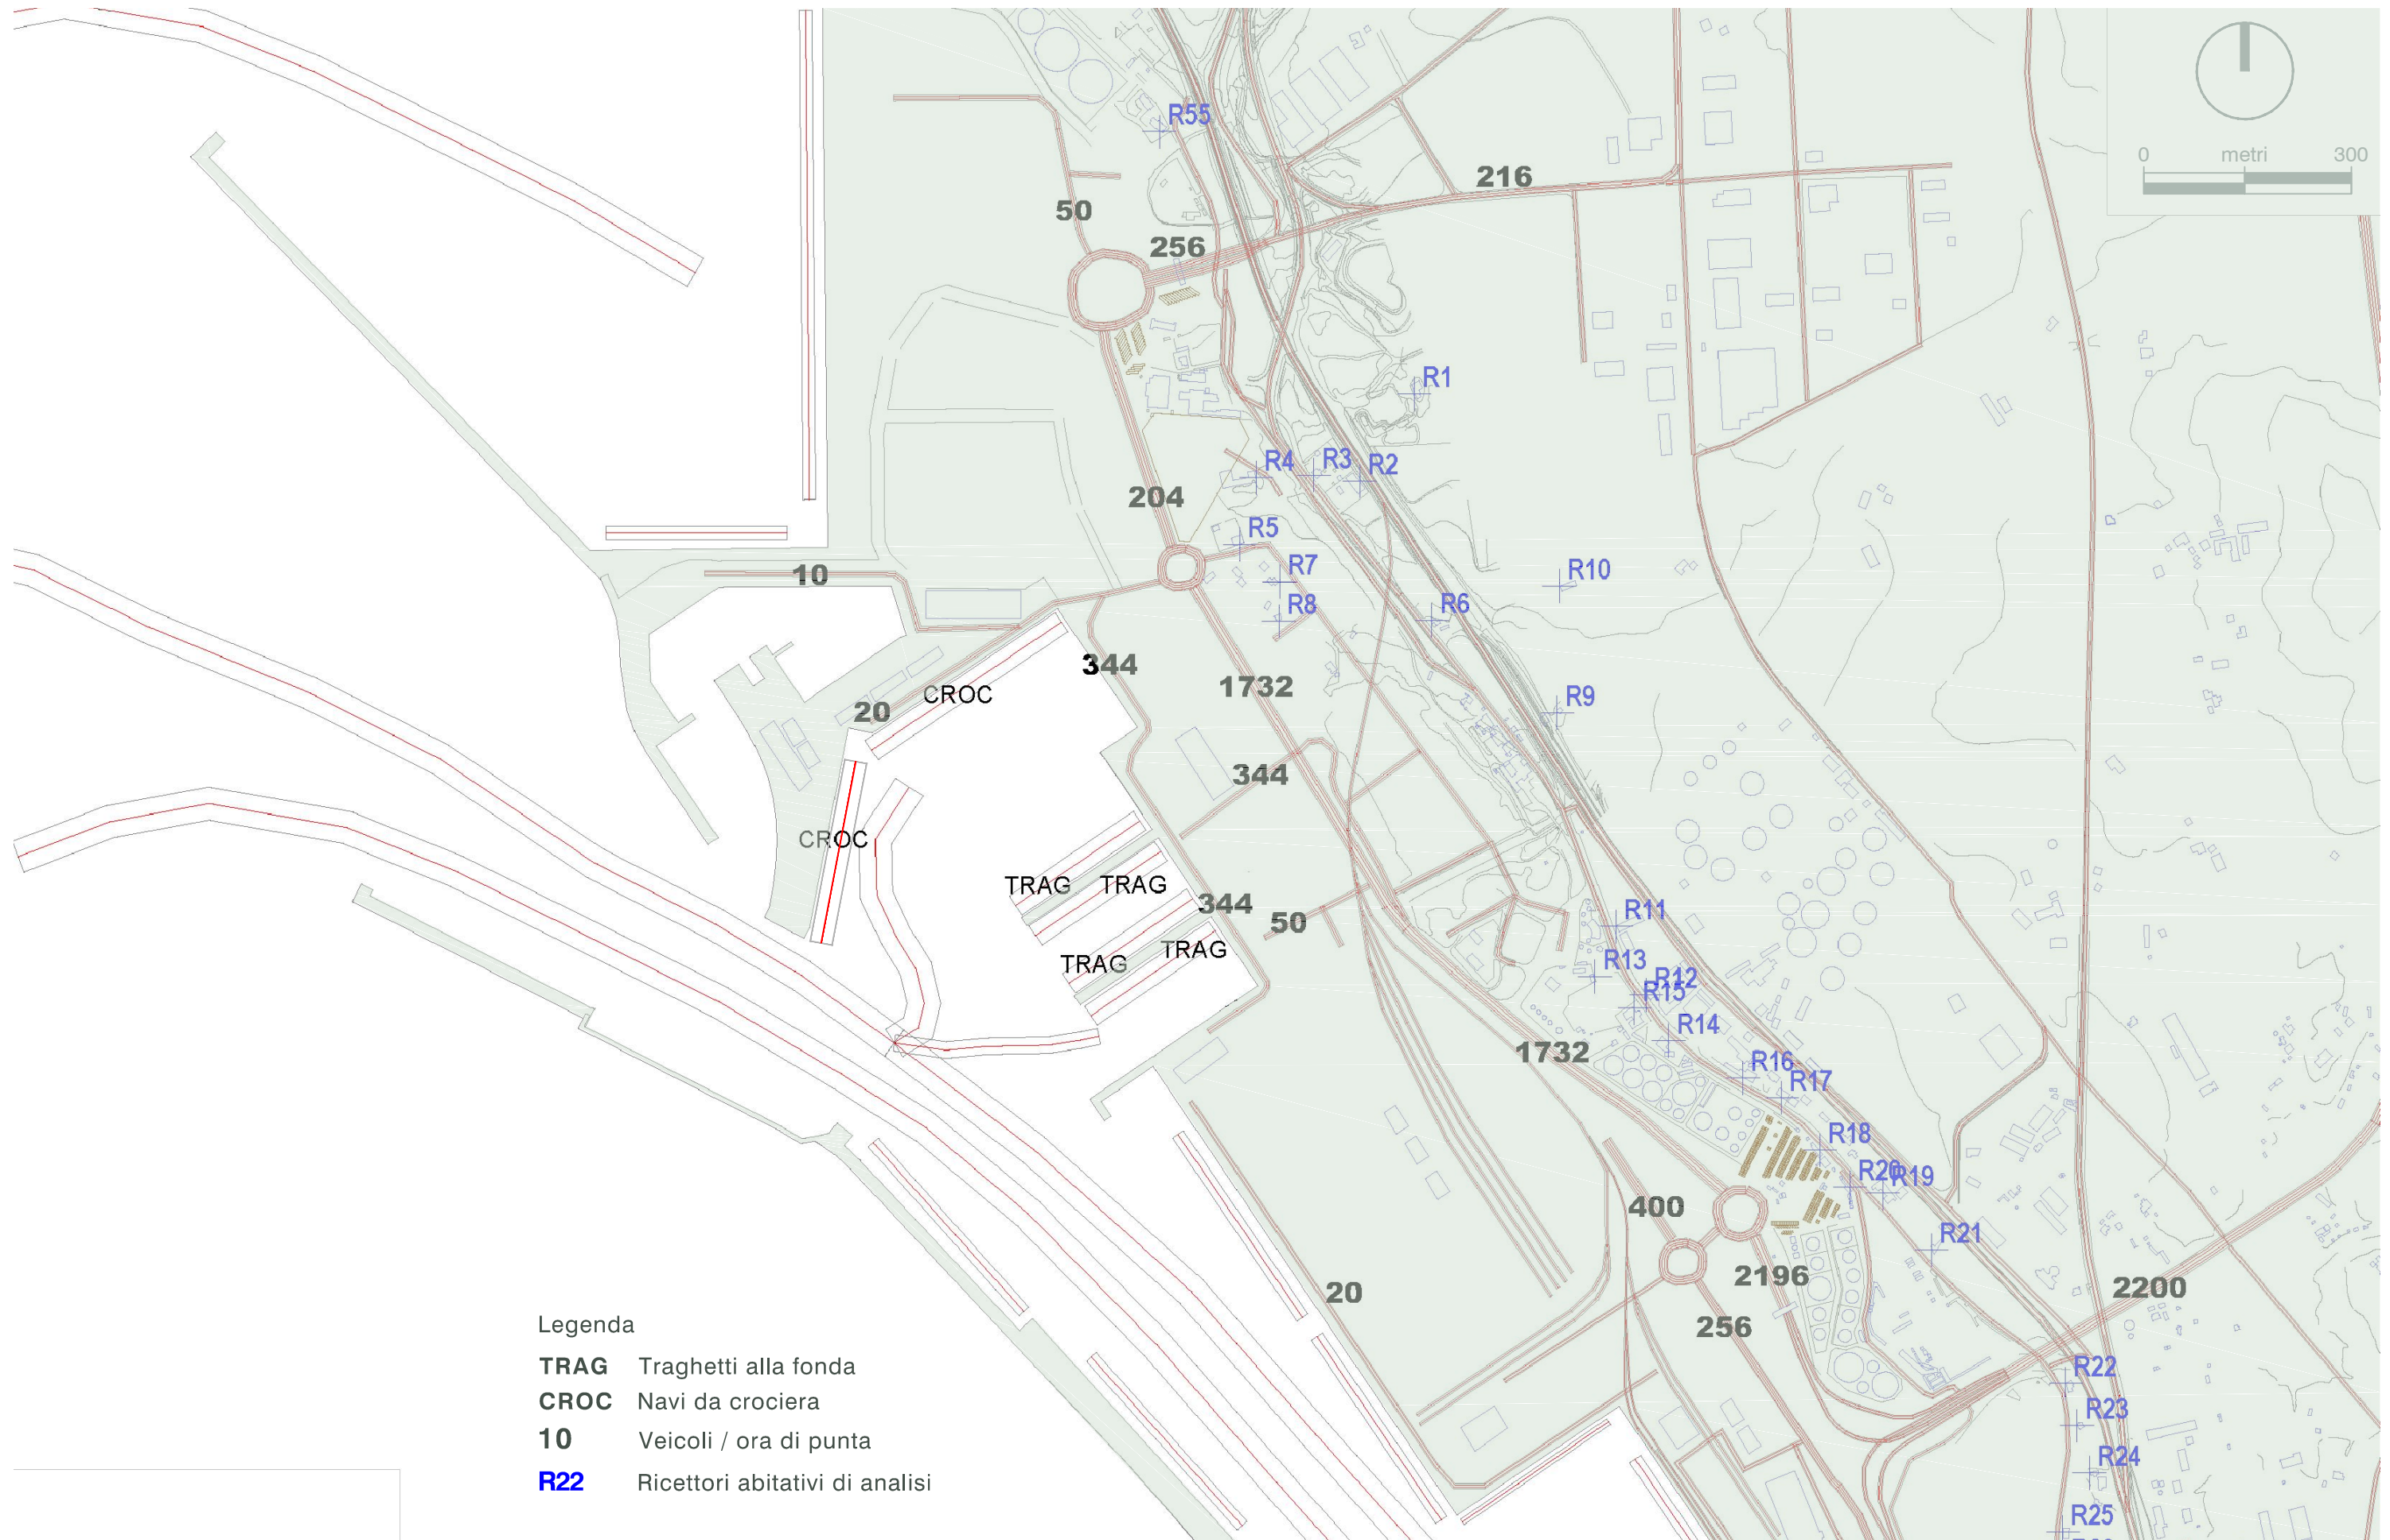 R55
0 metri 300
216
50
256
R1
R4 R3 R2
204
R5
R7
R10
10
R8
R6
344
1732
CROC
20
R9
344
CROC
TRAG TRAG
344
50
R11
TRAG TRAG
R13
R12
R15
R14
1732
R16
R17
R18
R20
R19
400
R21
2196
2200
20
256
Legenda
TRAG Traghetti alla fonda
CROC Navi da crociera
10 Veicoli / ora di punta
R22 Ricettori abitativi di analisi
R22
R23
R24
R25